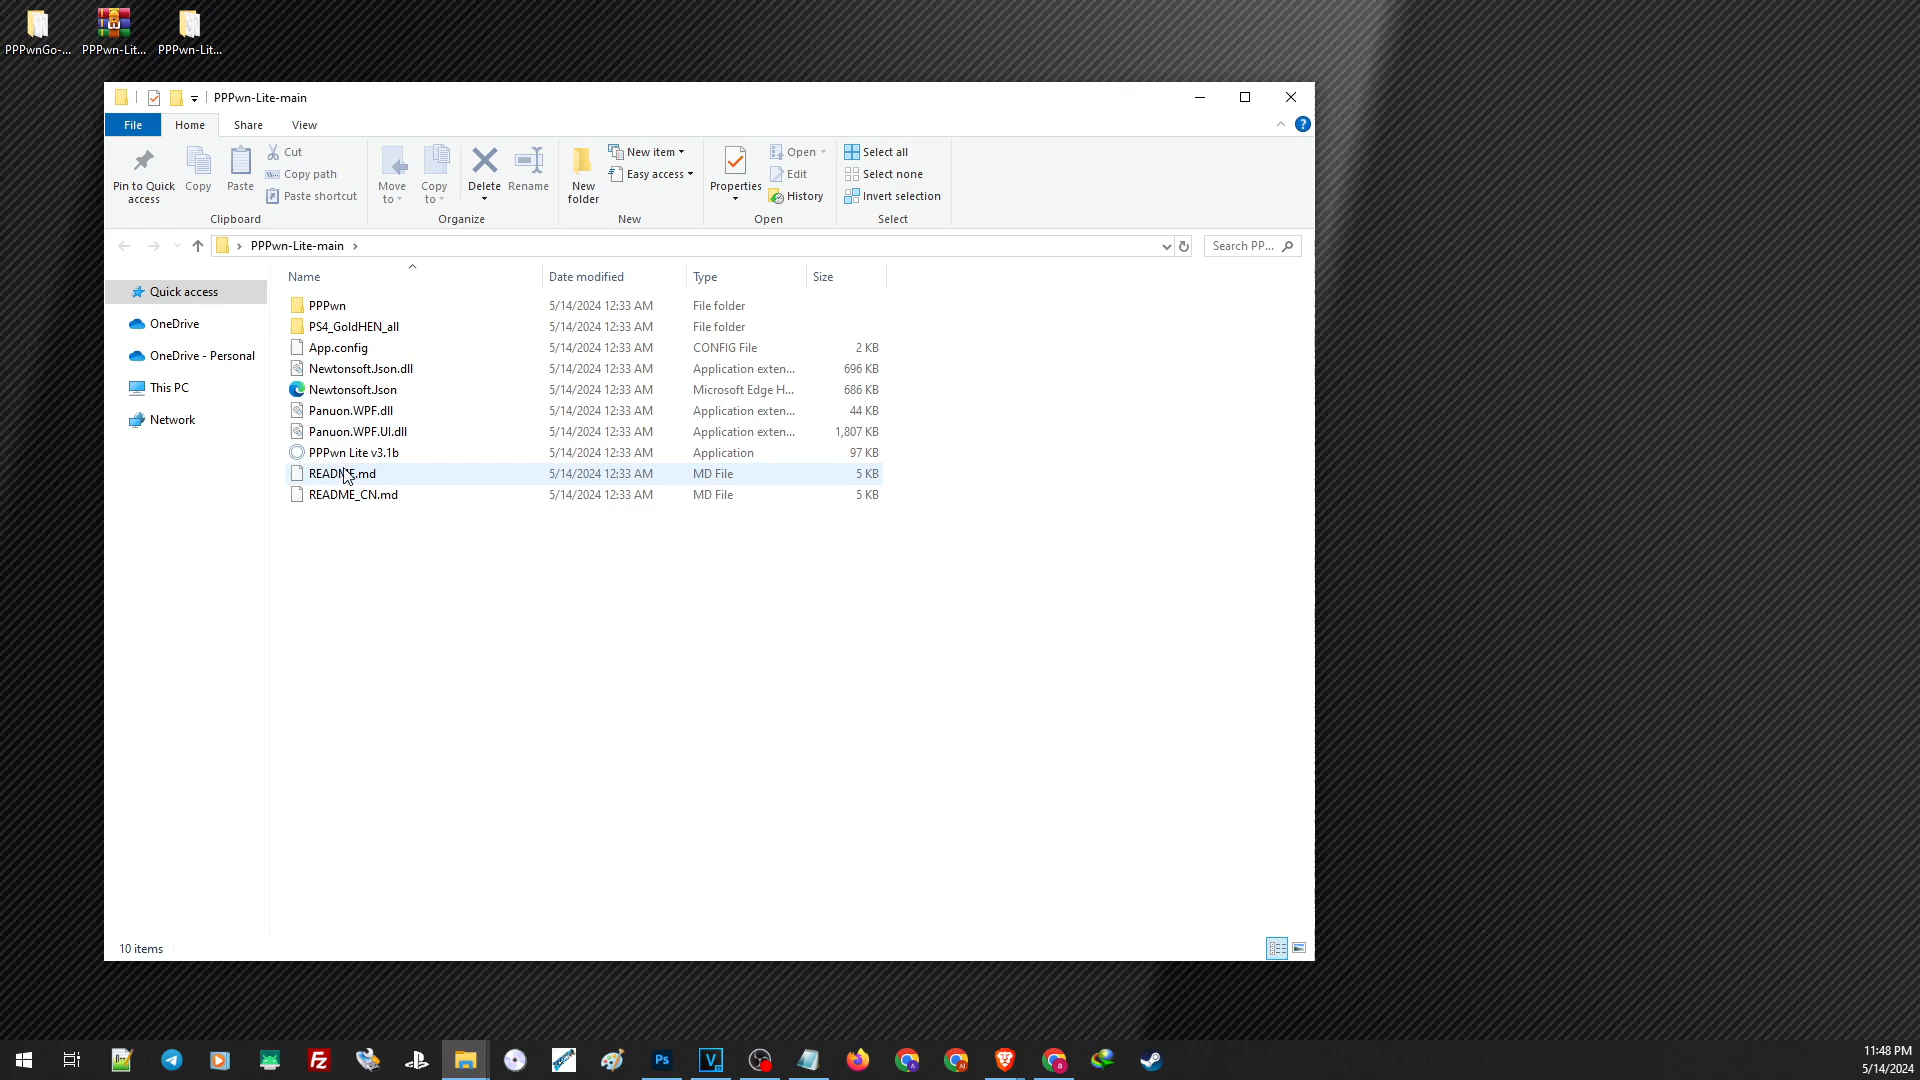 PPPwnGo-... PPPwn-Lit... PPPwn-Lit...
PPPwn-Lite-main
File Home Share View
Pin to Quick access
Copy
Paste
Cut
Copy path
Paste shortcut
Clipboard
Move to
Copy to
Delete
Rename
Organize
New folder
New item
Easy access
New
Properties
Open
Edit
History
Open
Select all
Select none
Invert selection
Select
PPPwn-Lite-main
Search PP...
Quick access
OneDrive
OneDrive - Personal
This PC
Network
Name Date modified Type Size
PPPwn 5/14/2024 12:33 AM File folder
PS4_GoldHEN_all 5/14/2024 12:33 AM File folder
App.config 5/14/2024 12:33 AM CONFIG File 2 KB
Newtonsoft.Json.dll 5/14/2024 12:33 AM Application exten... 696 KB
Newtonsoft.Json 5/14/2024 12:33 AM Microsoft Edge H... 686 KB
Panuon.WPF.dll 5/14/2024 12:33 AM Application exten... 44 KB
Panuon.WPF.UI.dll 5/14/2024 12:33 AM Application exten... 1,807 KB
PPPwn Lite v3.1b 5/14/2024 12:33 AM Application 97 KB
README.md 5/14/2024 12:33 AM MD File 5 KB
README_CN.md 5/14/2024 12:33 AM MD File 5 KB
10 items
Fz
Ps
V
11:48 PM
5/14/2024